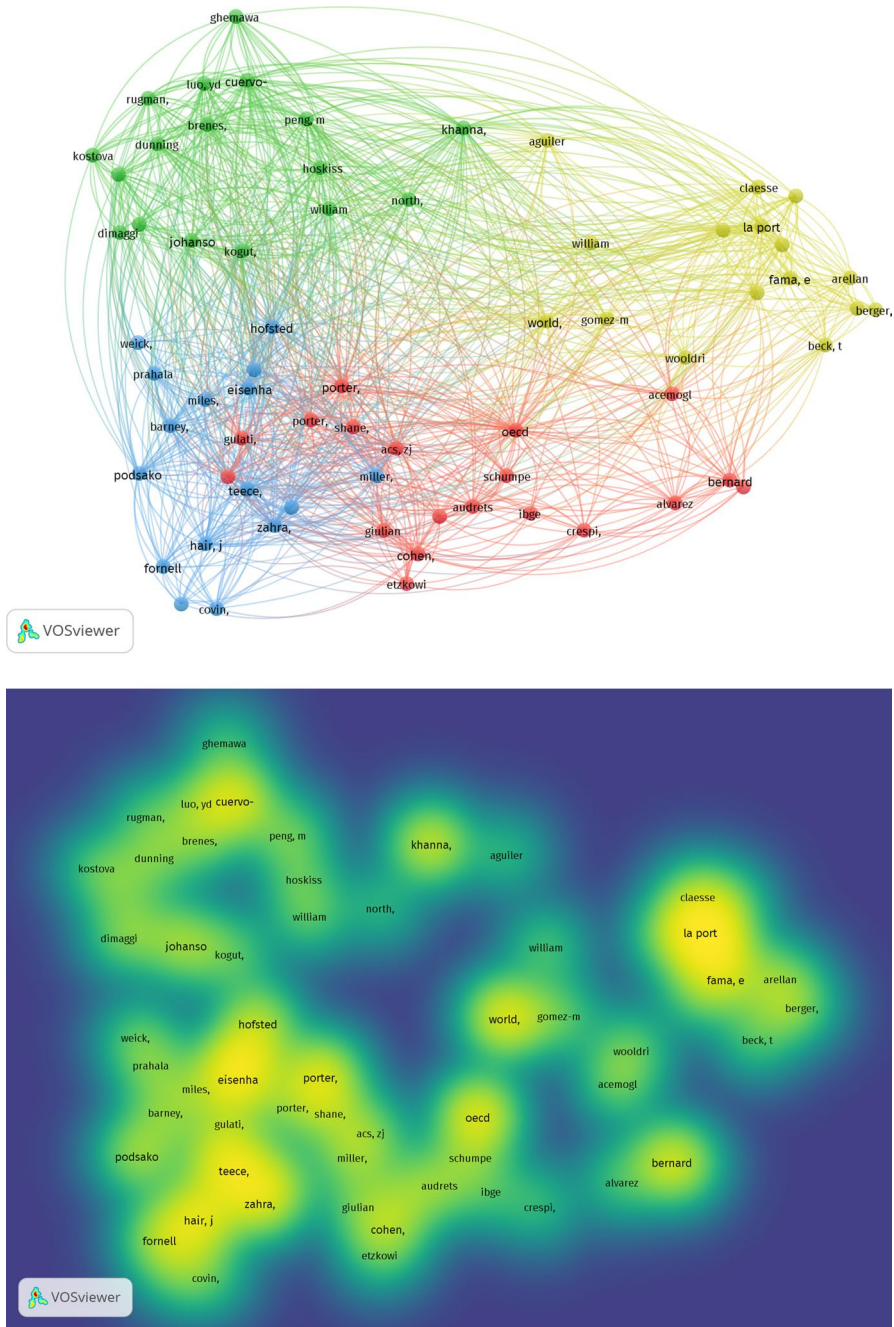 ghemawa
luo, yd
cuervo-
rugman,
brenes,
peng, m
khanna,
dunning
kostova
aguiler
hoskiss
claesse
william
north,
la port
dimaggi
johanso
kogut,
william
fama, e
arellan
hofsted
world,
gomez-m
berger,
weick,
beck, t
wooldri
prahala
eisenha
porter,
acemogl
miles,
barney,
porter,
shane,
oecd
gulati,
acs, zj
podsako
miller,
schumpe
bernard
teece,
audrets
ibge
alvarez
zahra,
giulian
crespi,
hair, j
cohen,
fornell
etzkowi
covin,
VOSviewer
ghemawa
luo, yd
cuervo-
rugman,
brenes,
peng, m
khanna,
dunning
aguiler
kostova
hoskiss
claesse
william
north,
la port
dimaggi
johanso
kogut,
william
fama, e
arellan
berger,
hofsted
world,
gomez-m
weick,
beck, t
wooldri
prahala
eisenha
porter,
miles,
acemogl
barney,
porter,
shane,
oecd
gulati,
acs, zj
podsako
miller,
schumpe
bernard
teece,
audrets
ibge
alvarez
zahra,
giulian
crespi,
hair, j
cohen,
fornell
etzkowi
covin,
VOSviewer